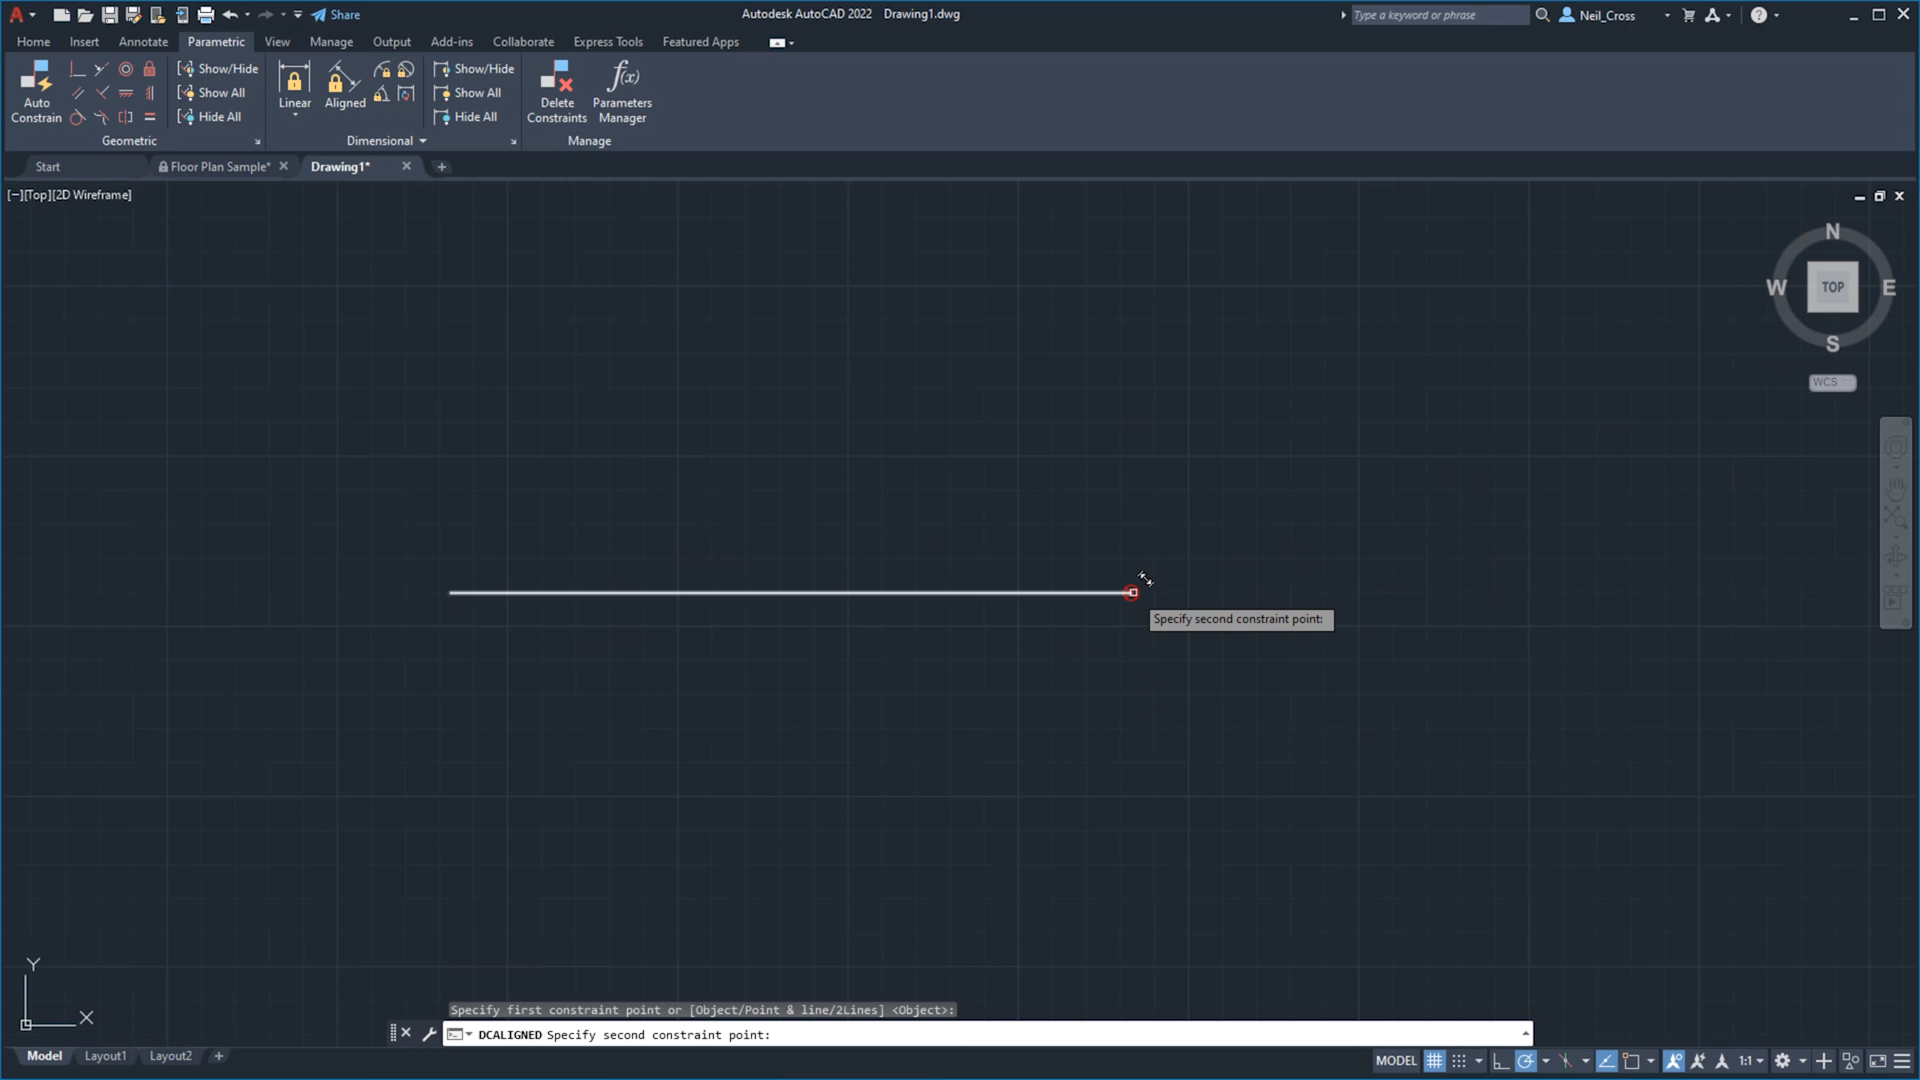 Share
Autodesk AutoCAD 2022 Drawing1.dwg
Type a keyword or phrase
Neil_Cross
Home Insert Annotate Parametric View Manage Output Add-ins Collaborate Express Tools Featured Apps
Auto Constrain
Show/Hide
Show All
Hide All
Geometric
Linear
Aligned
Show/Hide
Show All
Hide All
Dimensional
Delete Constraints
f(x)
Parameters Manager
Manage
Start
Floor Plan Sample*
Drawing1*
[−][Top][2D Wireframe]
N
W TOP E
S
WCS
Specify second constraint point:
Y
X
Specify first constraint point or [Object/Point & line/2Lines] <Object>:
DCALIGNED Specify second constraint point:
Model Layout1 Layout2
MODEL
1:1